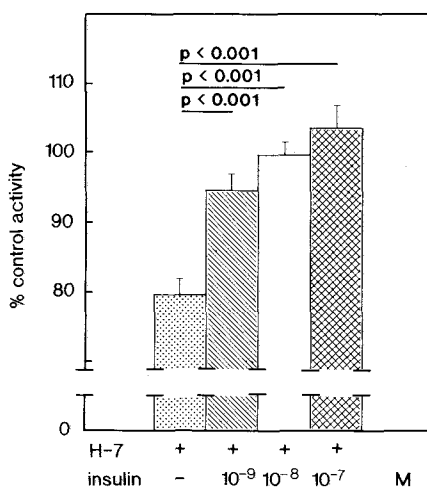 110
100
90
80
0
% control activity
p < 0.001
p < 0.001
p < 0.001
H-7 + + + +
insulin – 10⁻⁹ 10⁻⁸ 10⁻⁷ M